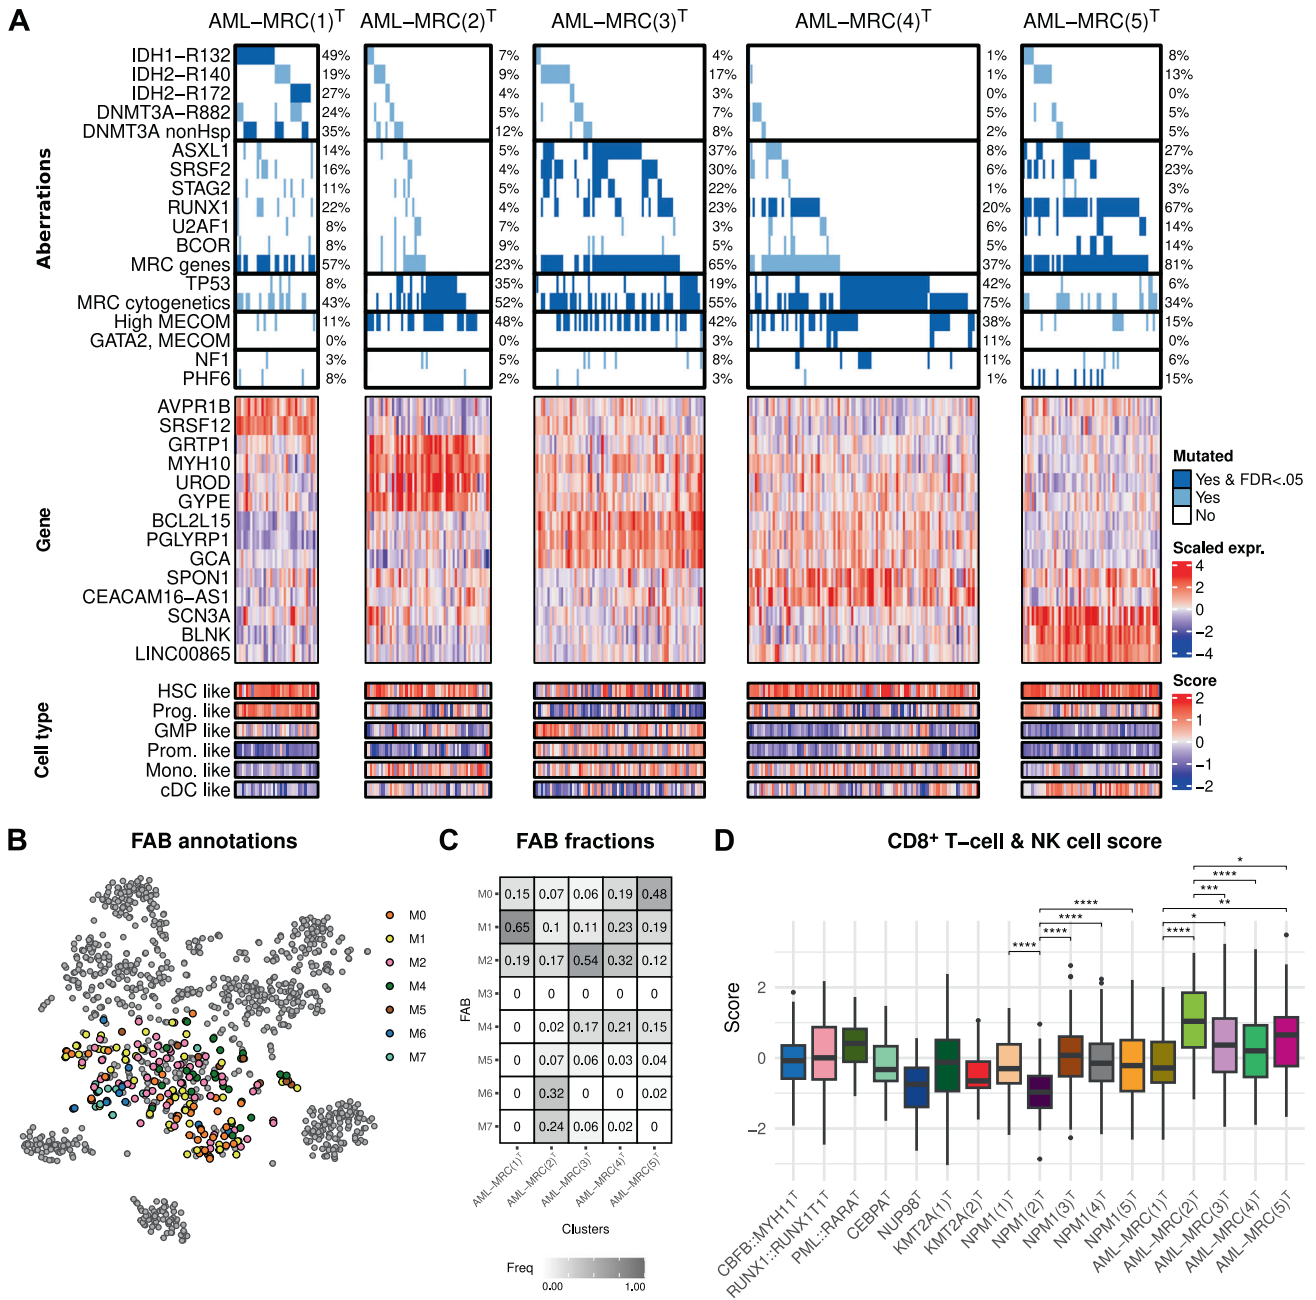 A
AML−MRC(1)T AML−MRC(2)T AML−MRC(3)T AML−MRC(4)T AML−MRC(5)T
Aberrations
IDH1−R132 49% 7% 4% 1% 8%
IDH2−R140 19% 9% 17% 1% 13%
IDH2−R172 27% 4% 3% 0% 0%
DNMT3A−R882 24% 5% 7% 5% 5%
DNMT3A nonHsp 35% 12% 8% 2% 5%
ASXL1 14% 5% 37% 8% 27%
SRSF2 16% 4% 30% 6% 23%
STAG2 11% 5% 22% 1% 3%
RUNX1 22% 4% 23% 20% 67%
U2AF1 8% 7% 3% 6% 14%
BCOR 8% 9% 5% 5% 14%
MRC genes 57% 23% 65% 37% 81%
TP53 8% 35% 19% 42% 6%
MRC cytogenetics 43% 52% 55% 75% 34%
High MECOM 11% 48% 42% 38% 15%
GATA2, MECOM 0% 0% 3% 11% 0%
NF1 3% 5% 8% 11% 6%
PHF6 8% 2% 3% 1% 15%
Gene
AVPR1B
SRSF12
GRTP1
MYH10
UROD
GYPE
BCL2L15
PGLYRP1
GCA
SPON1
CEACAM16−AS1
SCN3A
BLNK
LINC00865
Mutated
Yes & FDR<.05
Yes
No
Scaled expr.
4
2
0
−2
−4
Cell type
HSC like
Prog. like
GMP like
Prom. like
Mono. like
cDC like
Score
2
1
0
−1
−2
B
FAB annotations
M0
M1
M2
M4
M5
M6
M7
C
FAB fractions
FAB
M0 0.15 0.07 0.06 0.19 0.48
M1 0.65 0.1 0.11 0.23 0.19
M2 0.19 0.17 0.54 0.32 0.12
M3 0 0 0 0 0
M4 0 0.02 0.17 0.21 0.15
M5 0 0.07 0.06 0.03 0.04
M6 0 0.32 0 0 0.02
M7 0 0.24 0.06 0.02 0
AML−MRC(1)T AML−MRC(2)T AML−MRC(3)T AML−MRC(4)T AML−MRC(5)T
Clusters
Freq
0.00 1.00
D
CD8+ T−cell & NK cell score
*
****
***
**
*
****
****
****
****
****
Score
2
0
−2
CBFB::MYH11T
RUNX1::RUNX1T1T
PML::RARAT
CEBPAT
NUP98T
KMT2A(1)T
KMT2A(2)T
NPM1(1)T
NPM1(2)T
NPM1(3)T
NPM1(4)T
NPM1(5)T
AML−MRC(1)T
AML−MRC(2)T
AML−MRC(3)T
AML−MRC(4)T
AML−MRC(5)T